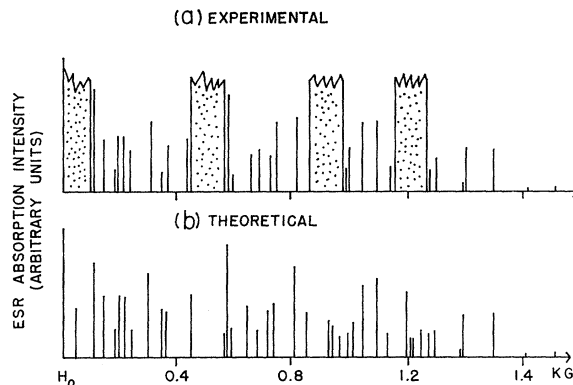 (a) EXPERIMENTAL
(b) THEORETICAL
ESR ABSORPTION INTENSITY
(ARBITRARY UNITS)
H₀ 0.4 0.8 1.2 1.4 KG